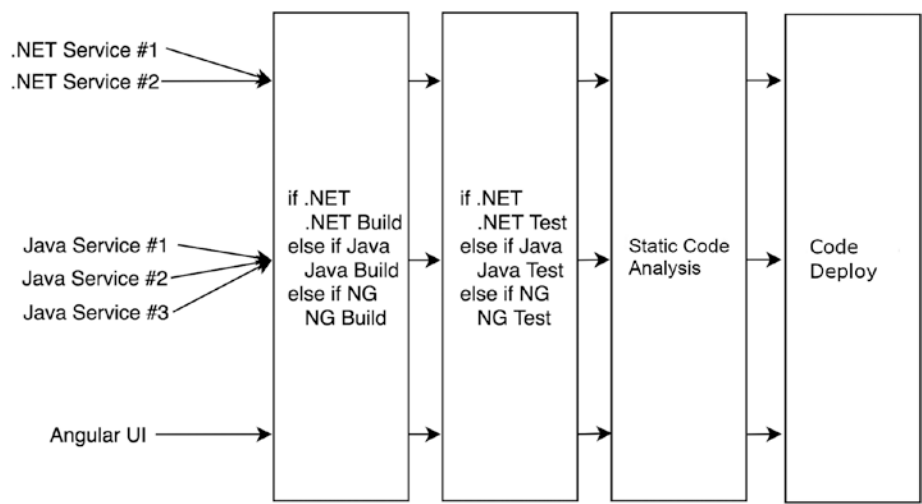 .NET Service #1
.NET Service #2
Java Service #1
Java Service #2
Java Service #3
Angular UI
if .NET
.NET Build
else if Java
Java Build
else if NG
NG Build
if .NET
.NET Test
else if Java
Java Test
else if NG
NG Test
Static Code
Analysis
Code
Deploy